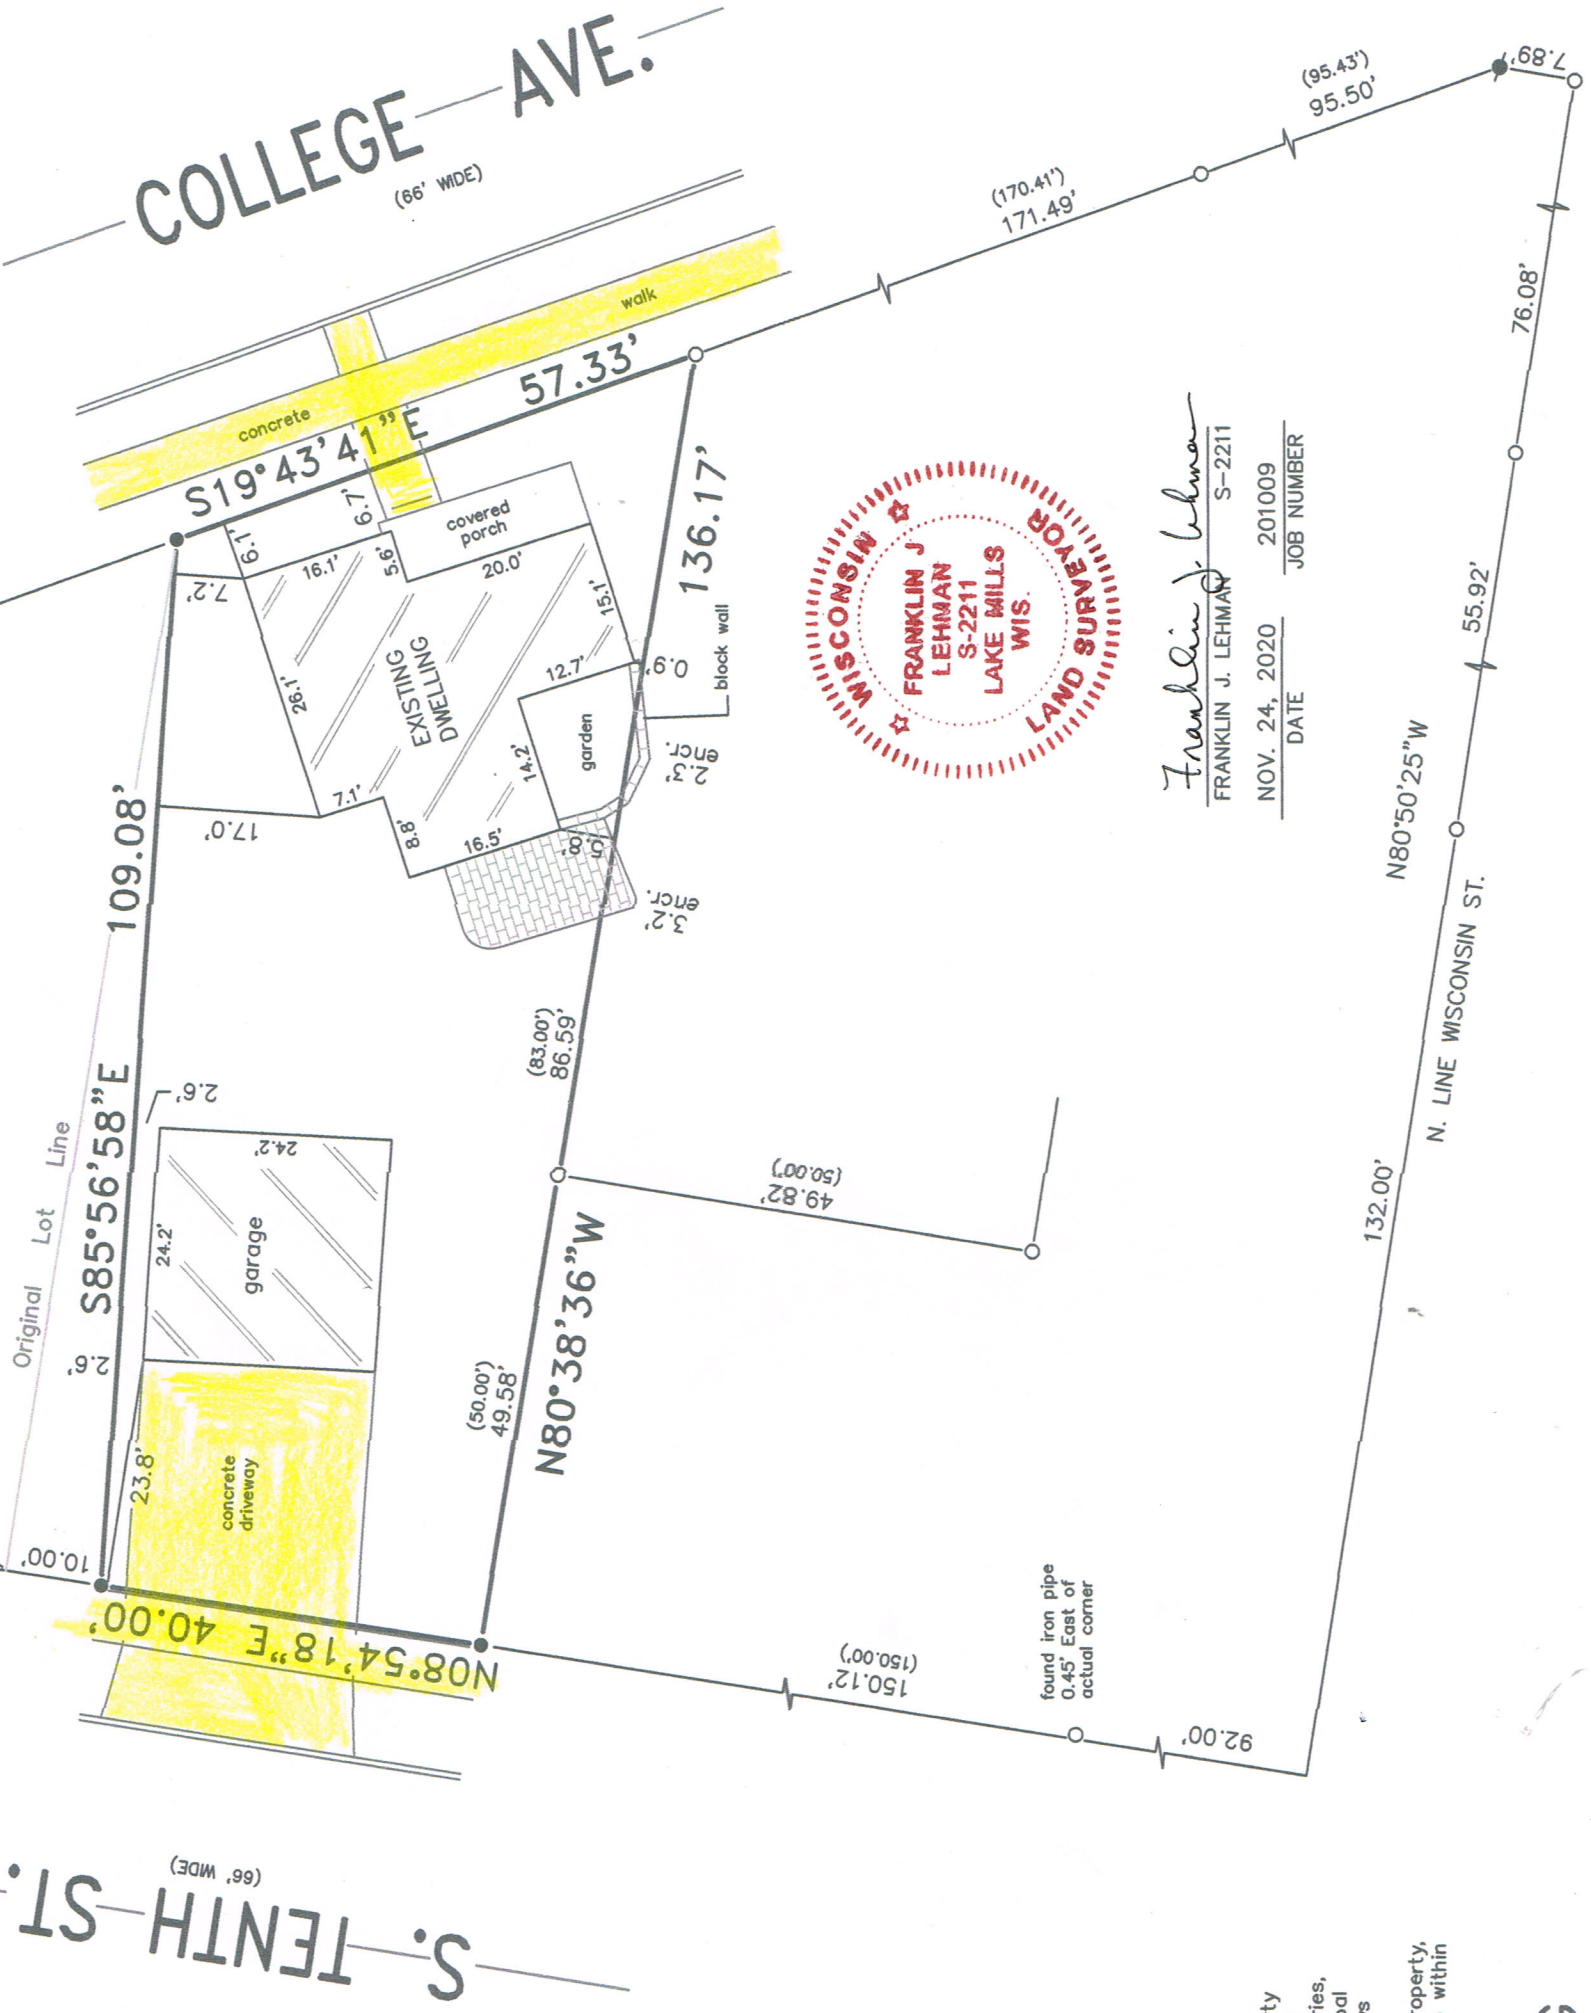 COLLEGE AVE.
(66' WIDE)
concrete
walk
S19°43'41"E
57.33'
(170.41')
171.49'
(95.43')
95.50'
7.89'
76.08'
55.92'
N80°50'25"W
132.00'
N. LINE WISCONSIN ST.
Original Lot Line
S85°56'58"E
109.08'
7.2'
6.1'
6.7'
16.1'
5.6'
covered
porch
20.0'
15.1'
26.1'
EXISTING
DWELLING
12.7'
0.9'
136.17'
block wall
garden
14.2'
2.3'
encr.
17.0'
7.1'
8.8'
16.5'
5.8'
3.2'
encr.
2.6'
24.2'
24.2'
garage
2.6'
23.8'
concrete
driveway
10.00'
N08°54'18"E 40.00'
(83.00')
86.59'
(50.00')
49.58'
N80°38'36"W
49.82'
(50.00')
150.12'
(150.00')
found iron pipe
0.45' East of
actual corner
92.00'
S. TENTH ST.
(66' WIDE)
WISCONSIN
FRANKLIN J
LEHMAN
S-2211
LAKE MILLS
WIS.
LAND SURVEYOR
Franklin J. Lehman
FRANKLIN J. LEHMAN S-2211
NOV. 24, 2020 201009
DATE JOB NUMBER
roperty,
within